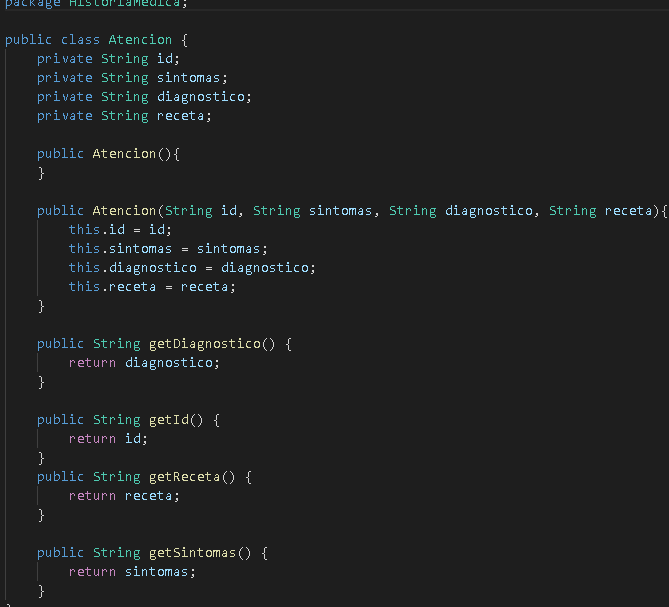 package HistoriaMedica;
public class Atencion {
private String id;
private String sintomas;
private String diagnostico;
private String receta;
public Atencion(){
}
public Atencion(String id, String sintomas, String diagnostico, String receta){
this.id = id;
this.sintomas = sintomas;
this.diagnostico = diagnostico;
this.receta = receta;
}
public String getDiagnostico() {
return diagnostico;
}
public String getId() {
return id;
}
public String getReceta() {
return receta;
}
public String getSintomas() {
return sintomas;
}
}